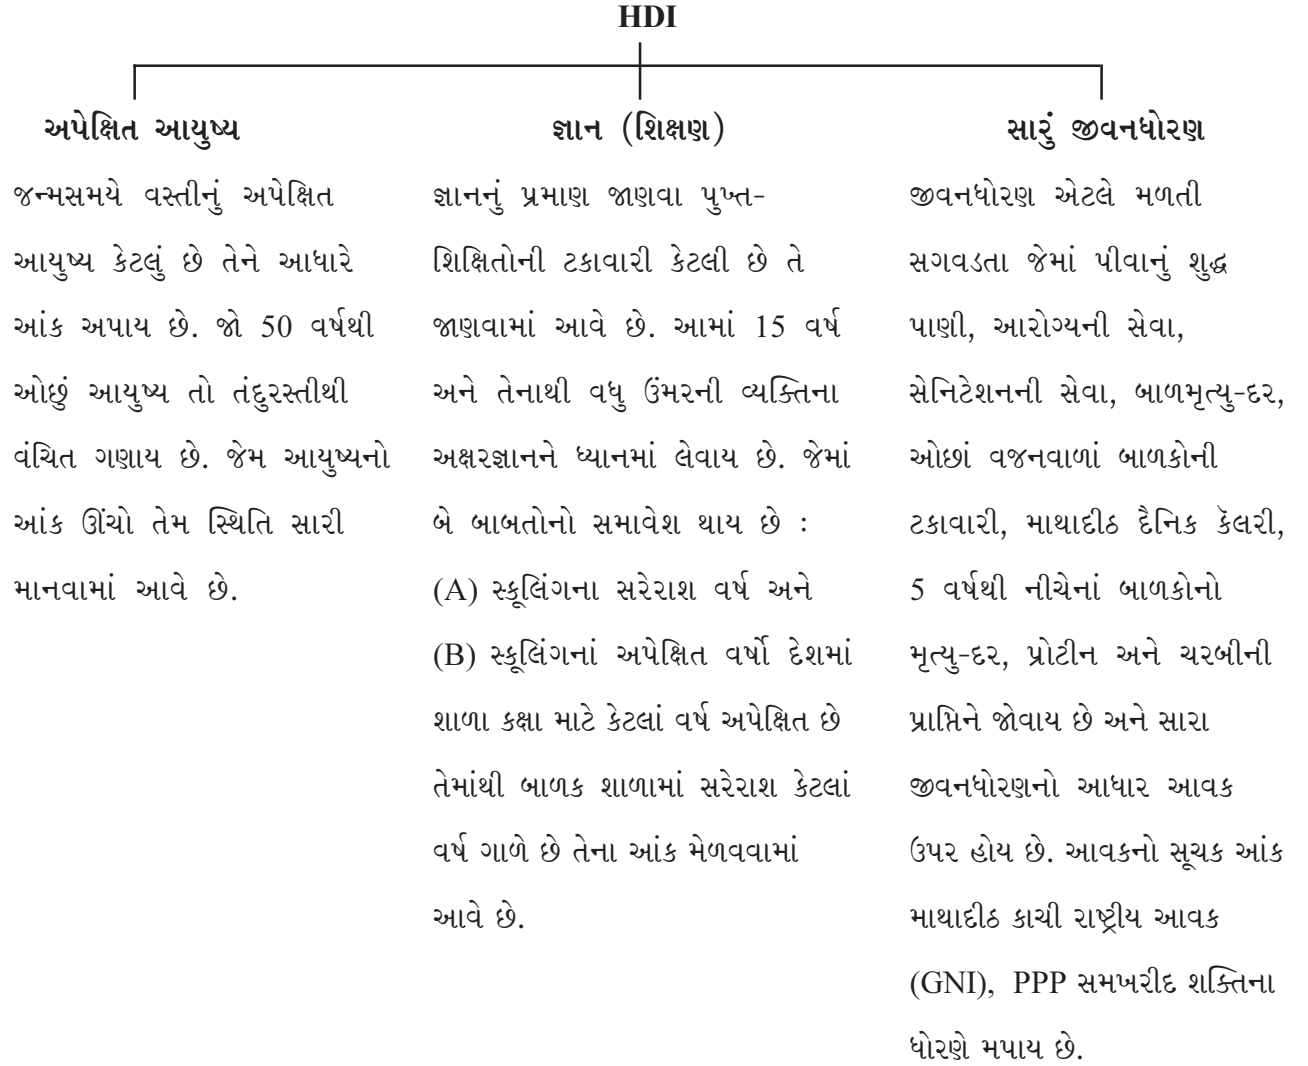 HDI
અપેક્ષિત આયુષ્ય
જન્મસમયે વસ્તીનું અપેક્ષિત
આયુષ્ય કેટલું છે તેને આધારે
આંક અપાય છે. જો 50 વર્ષથી
ઓછું આયુષ્ય તો તંદુરસ્તીથી
વંચિત ગણાય છે. જેમ આયુષ્યનો
આંક ઊંચો તેમ સ્થિતિ સારી
માનવામાં આવે છે.
જ્ઞાન (શિક્ષણ)
જ્ઞાનનું પ્રમાણ જાણવા પુખ્ત-
શિક્ષિતોની ટકાવારી કેટલી છે તે
જાણવામાં આવે છે. આમાં 15 વર્ષ
અને તેનાથી વધુ ઉંમરની વ્યક્તિના
અક્ષરજ્ઞાનને ધ્યાનમાં લેવાય છે. જેમાં
બે બાબતોનો સમાવેશ થાય છે :
(A) સ્કૂલિંગના સરેરાશ વર્ષ અને
(B) સ્કૂલિંગનાં અપેક્ષિત વર્ષો દેશમાં
શાળા કક્ષા માટે કેટલાં વર્ષ અપેક્ષિત છે
તેમાંથી બાળક શાળામાં સરેરાશ કેટલાં
વર્ષ ગાળે છે તેના આંક મેળવવામાં
આવે છે.
સારું જીવનધોરણ
જીવનધોરણ એટલે મળતી
સગવડતા જેમાં પીવાનું શુદ્ધ
પાણી, આરોગ્યની સેવા,
સેનિટેશનની સેવા, બાળમૃત્યુ-દર,
ઓછાં વજનવાળાં બાળકોની
ટકાવારી, માથાદીઠ દૈનિક કૅલરી,
5 વર્ષથી નીચેનાં બાળકોનો
મૃત્યુ-દર, પ્રોટીન અને ચરબીની
પ્રાપ્તિને જોવાય છે અને સારા
જીવનધોરણનો આધાર આવક
ઉપર હોય છે. આવકનો સૂચક આંક
માથાદીઠ કાચી રાષ્ટ્રીય આવક
(GNI), PPP સમખરીદ શક્તિના
ધોરણે મપાય છે.